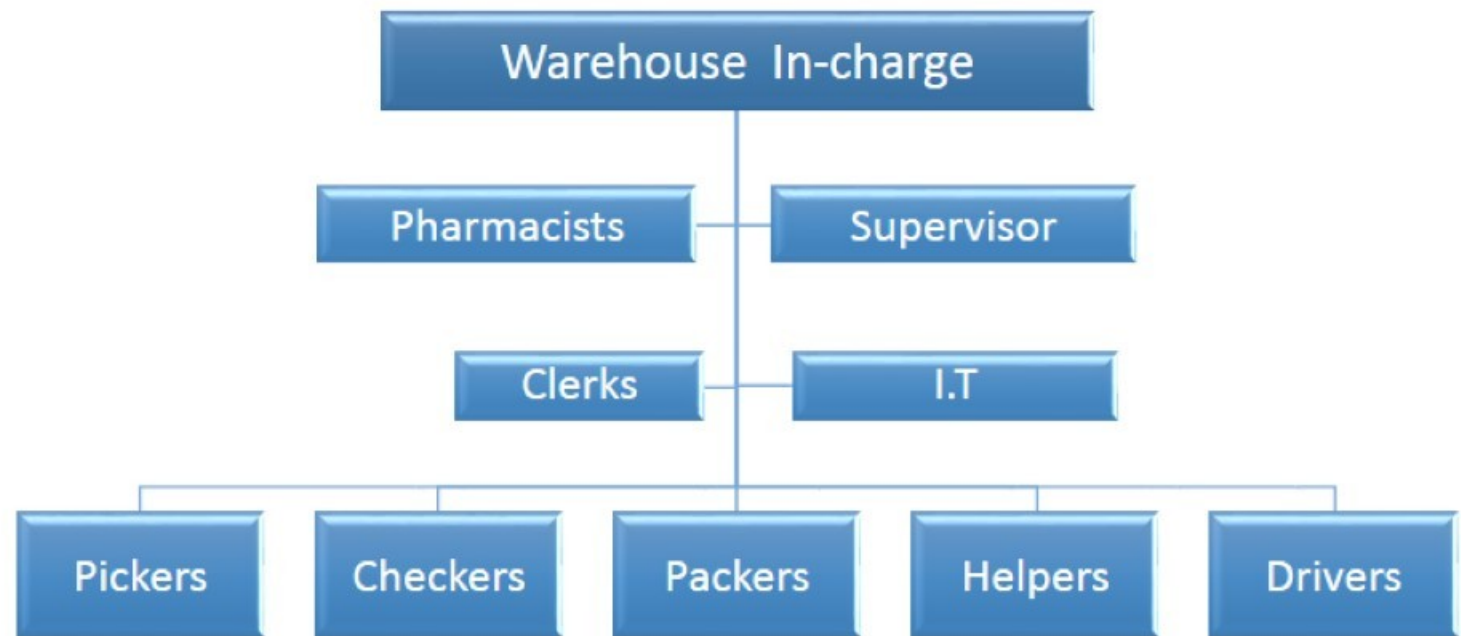 Warehouse In-charge
Pharmacists
Supervisor
Clerks
I.T
Pickers
Checkers
Packers
Helpers
Drivers